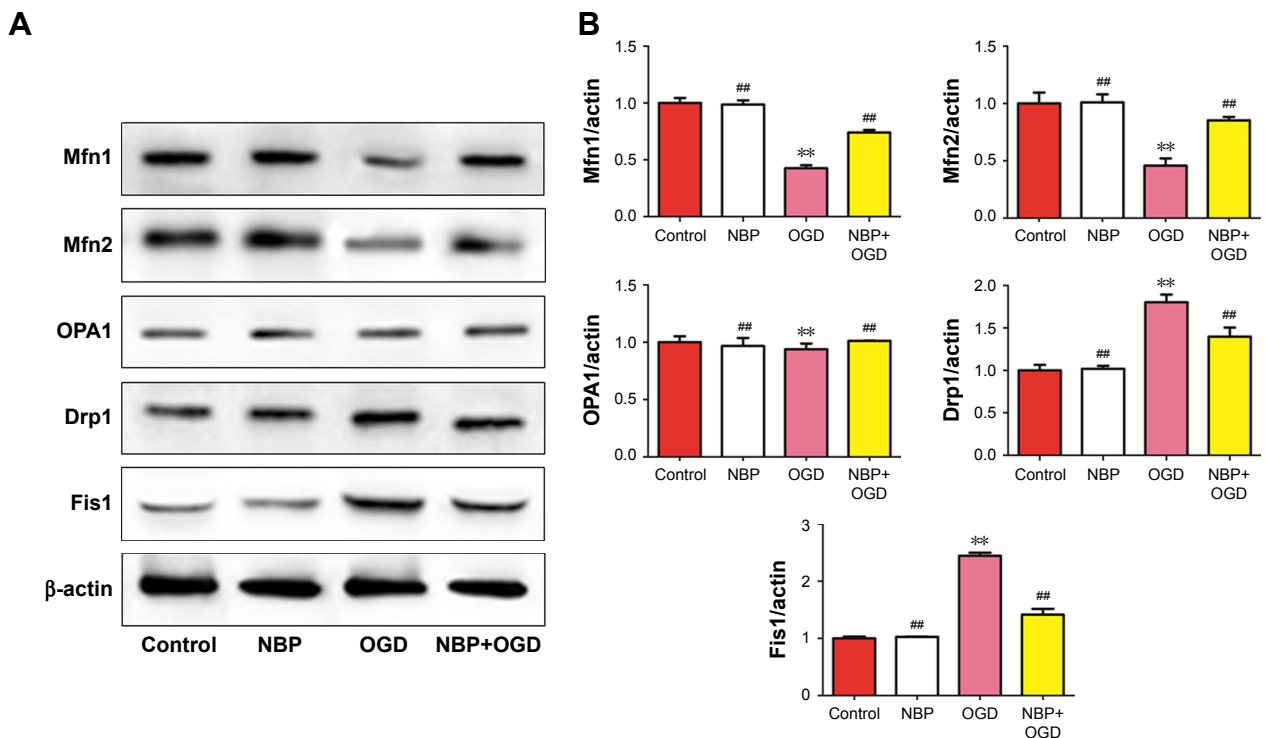 A
Mfn1
Mfn2
OPA1
Drp1
Fis1
β-actin
Control NBP OGD NBP+OGD
B
Mfn1/actin
1.5
1.0
0.5
0.0
##
**
##
Control NBP OGD NBP+
OGD
Mfn2/actin
1.5
1.0
0.5
0.0
##
**
##
Control NBP OGD NBP+
OGD
OPA1/actin
1.5
1.0
0.5
0.0
##
**
##
Control NBP OGD NBP+
OGD
Drp1/actin
2.0
1.5
1.0
0.5
0.0
##
**
##
Control NBP OGD NBP+
OGD
Fis1/actin
3
2
1
0
##
**
##
Control NBP OGD NBP+
OGD